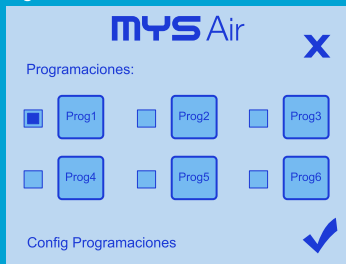 MYS Air
X
Programaciones:
Prog1 Prog2 Prog3
Prog4 Prog5 Prog6
Config Programaciones